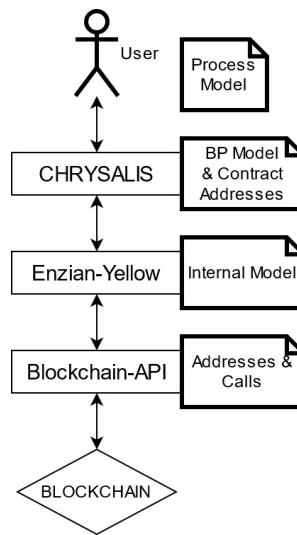 User
Process
Model
CHRYSALIS
BP Model
& Contract
Addresses
Enzian-Yellow
Internal Model
Blockchain-API
Addresses &
Calls
BLOCKCHAIN